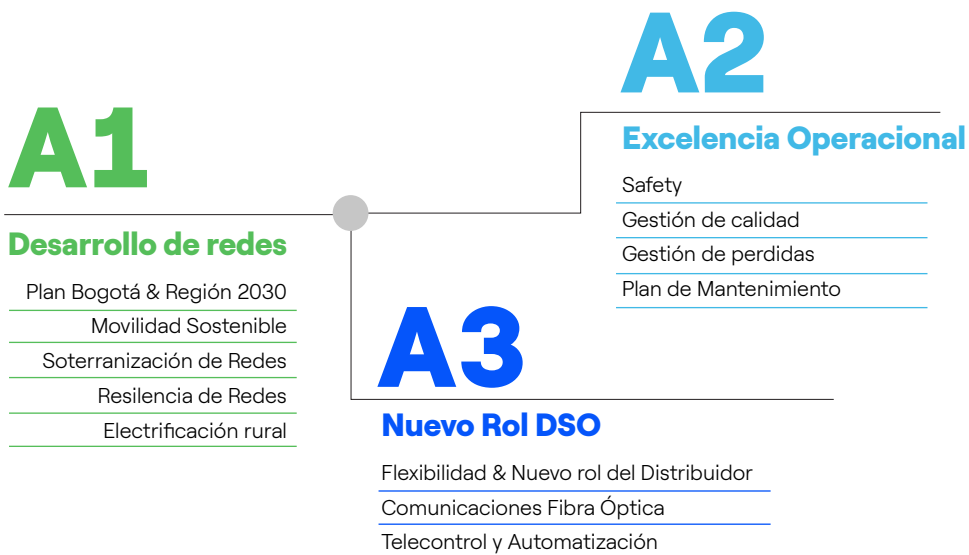 A1
Desarrollo de redes
Plan Bogotá & Región 2030
Movilidad Sostenible
Soterranización de Redes
Resilencia de Redes
Electrificación rural
A2
Excelencia Operacional
Safety
Gestión de calidad
Gestión de perdidas
Plan de Mantenimiento
A3
Nuevo Rol DSO
Flexibilidad & Nuevo rol del Distribuidor
Comunicaciones Fibra Óptica
Telecontrol y Automatización